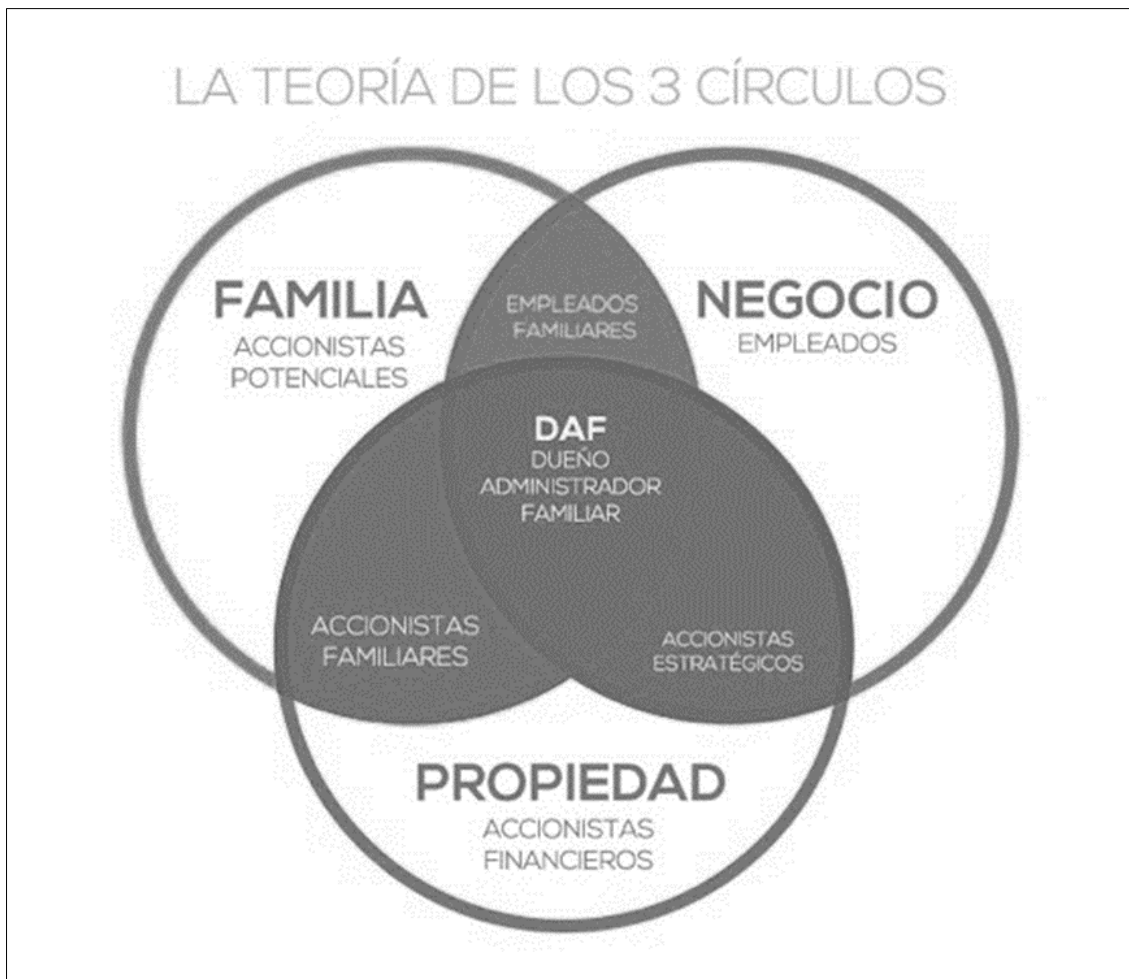 LA TEORÍA DE LOS 3 CÍRCULOS
FAMILIA
ACCIONISTAS
POTENCIALES
EMPLEADOS
FAMILIARES
NEGOCIO
EMPLEADOS
DAF
DUEÑO
ADMINISTRADOR
FAMILIAR
ACCIONISTAS
FAMILIARES
ACCIONISTAS
ESTRATÉGICOS
PROPIEDAD
ACCIONISTAS
FINANCIEROS